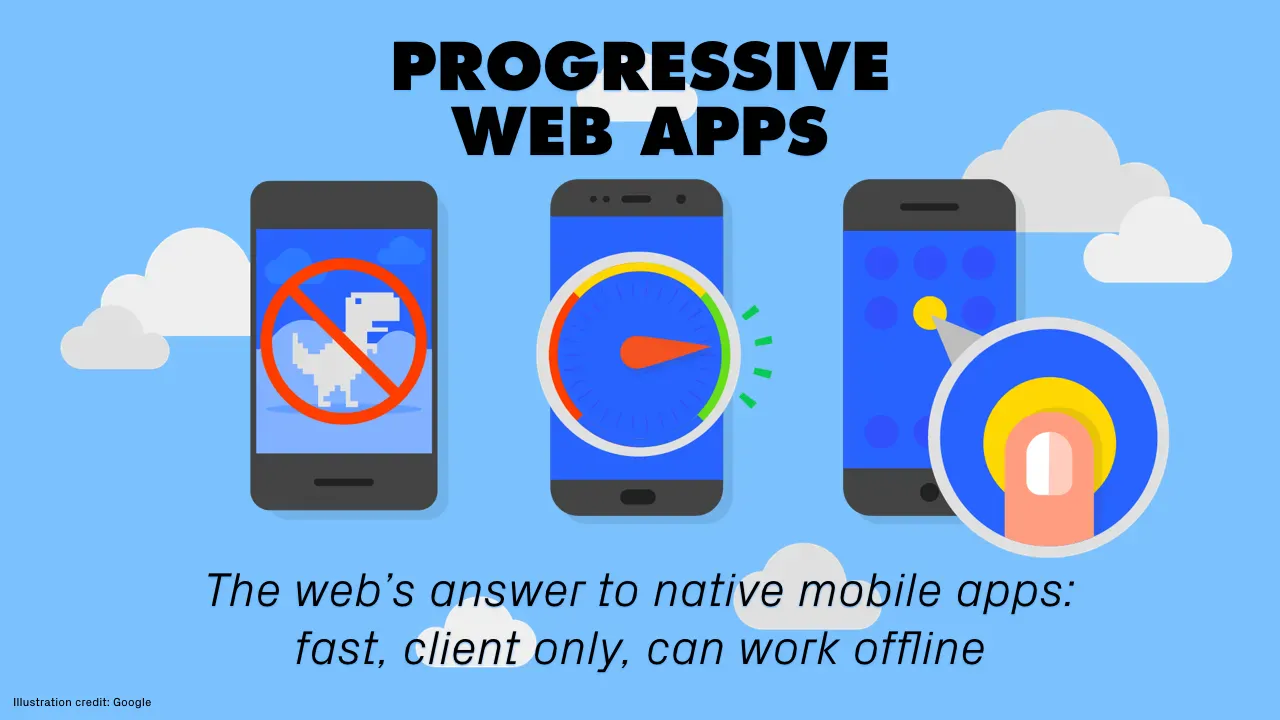 PROGRESSIVE
WEB APPS
The web’s answer to native mobile apps:
fast, client only, can work offline
Illustration credit: Google